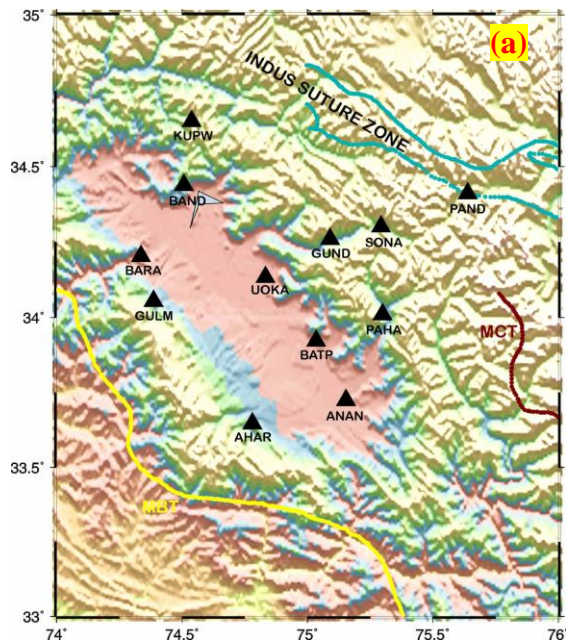 35°
(a)
INDUS SUTURE ZONE
KUPW
34.5°
BAND
PAND
GUND
SONA
BARA
UOKA
GULM
34°
PAHA
MCT
BATP
ANAN
AHAR
33.5°
MBT
33°
74° 74.5° 75° 75.5° 76°